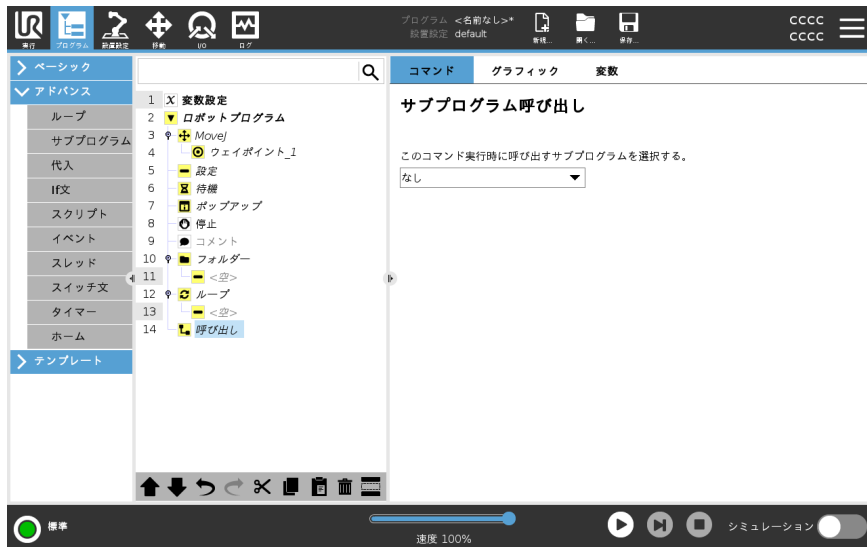 UR
プログラム <名前なし>*
設置設定 default
実行 プログラム 設置設定 移動 I/O ログ
新規... 開く... 保存...
CCCC
CCCC
ベーシック
アドバンス
ループ
サブプログラム
代入
If文
スクリプト
イベント
スレッド
スイッチ文
タイマー
ホーム
テンプレート
1 X 変数設定
2 ロボットプログラム
3 MoveJ
4 ウェイポイント_1
5 設定
6 待機
7 ポップアップ
8 停止
9 コメント
10 フォルダー
11 <空>
12 ループ
13 <空>
14 呼び出し
コマンド グラフィック 変数
サブプログラム呼び出し
このコマンド実行時に呼び出すサブプログラムを選択する。
なし
標準
速度 100%
シミュレーション